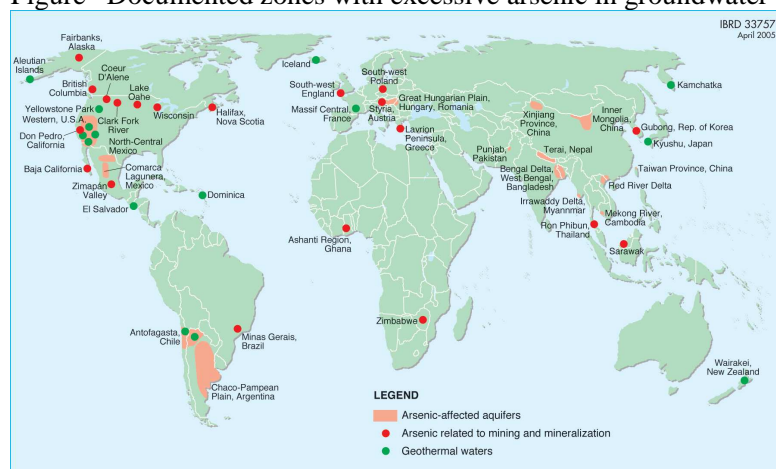 Figure Documented zones with excessive arsenic in groundwater
IBRD 33757
April 2005
Fairbanks,
Alaska
Aleutian
Islands
Coeur
D'Alene
British
Columbia
Lake
Oahe
Yellowstone Park
Western, U.S.A.
Clark Fork
River
Wisconsin
Halifax,
Nova Scotia
Don Pedro,
California
North-Central
Mexico
Baja California
Comarca
Lagunera,
Mexico
Zimapán
Valley
El Salvador
Dominica
Antofagasta,
Chile
Minas Gerais,
Brazil
Chaco-Pampean
Plain, Argentina
Iceland
South-west
England
South-west
Poland
Massif Central,
France
Styria,
Austria
Great Hungarian Plain,
Hungary, Romania
Lavrion
Peninsula,
Greece
Ashanti Region,
Ghana
Zimbabwe
Kamchatka
Xinjiang
Province,
China
Inner
Mongolia,
China
Gubong, Rep. of Korea
Kyushu, Japan
Punjab,
Pakistan
Terai, Nepal
Taiwan Province, China
Bengal Delta,
West Bengal,
Bangladesh
Red River Delta
Irrawaddy Delta,
Myannmar
Mekong River,
Cambodia
Ron Phibun,
Thailand
Sarawak
Wairakei,
New Zealand
LEGEND
Arsenic-affected aquifers
Arsenic related to mining and mineralization
Geothermal waters